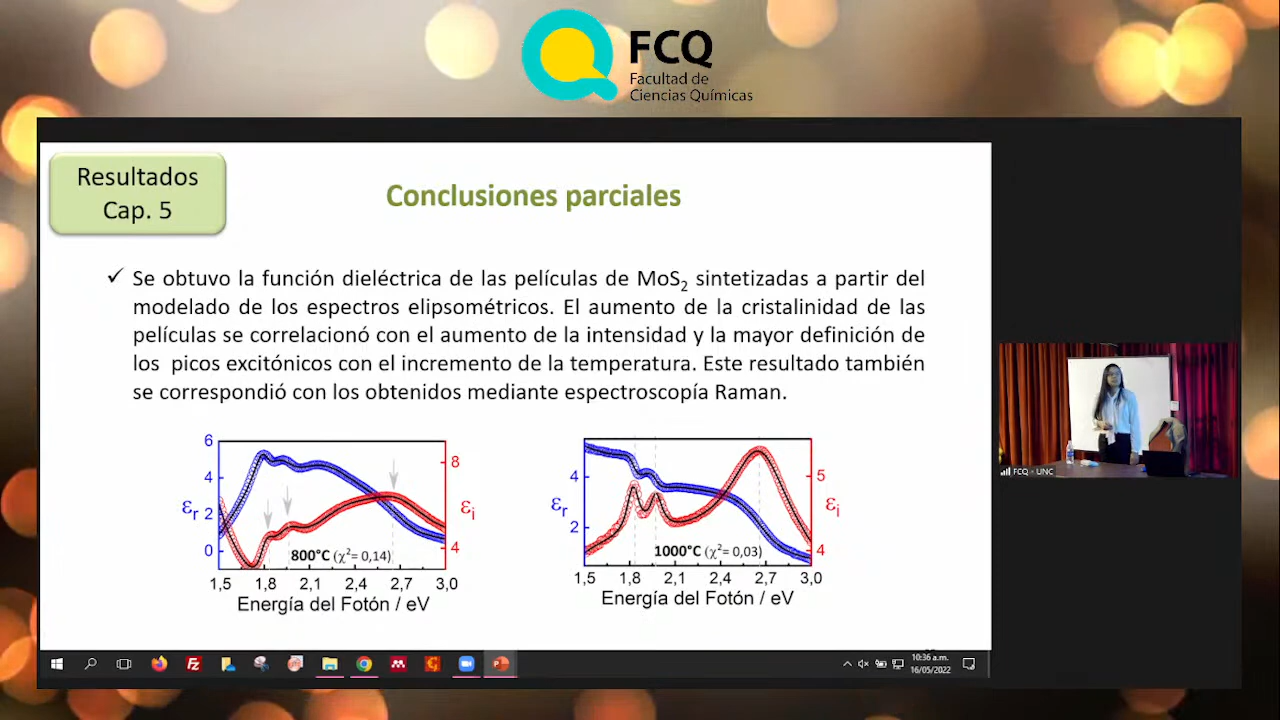 FCQ
Facultad de
Ciencias Químicas
Resultados
Cap. 5
Conclusiones parciales
✓ Se obtuvo la función dieléctrica de las películas de MoS₂ sintetizadas a partir del
modelado de los espectros elipsométricos. El aumento de la cristalinidad de las
películas se correlacionó con el aumento de la intensidad y la mayor definición de
los picos excitónicos con el incremento de la temperatura. Este resultado también
se correspondió con los obtenidos mediante espectroscopía Raman.
6
4
2
0
εr
8
4
εi
800°C (χ²= 0,14)
1,5 1,8 2,1 2,4 2,7 3,0
Energía del Fotón / eV
4
2
εr
5
4
εi
1000°C (χ²= 0,03)
1,5 1,8 2,1 2,4 2,7 3,0
Energía del Fotón / eV
FCQ - UNC
10:36 a.m.
16/05/2022